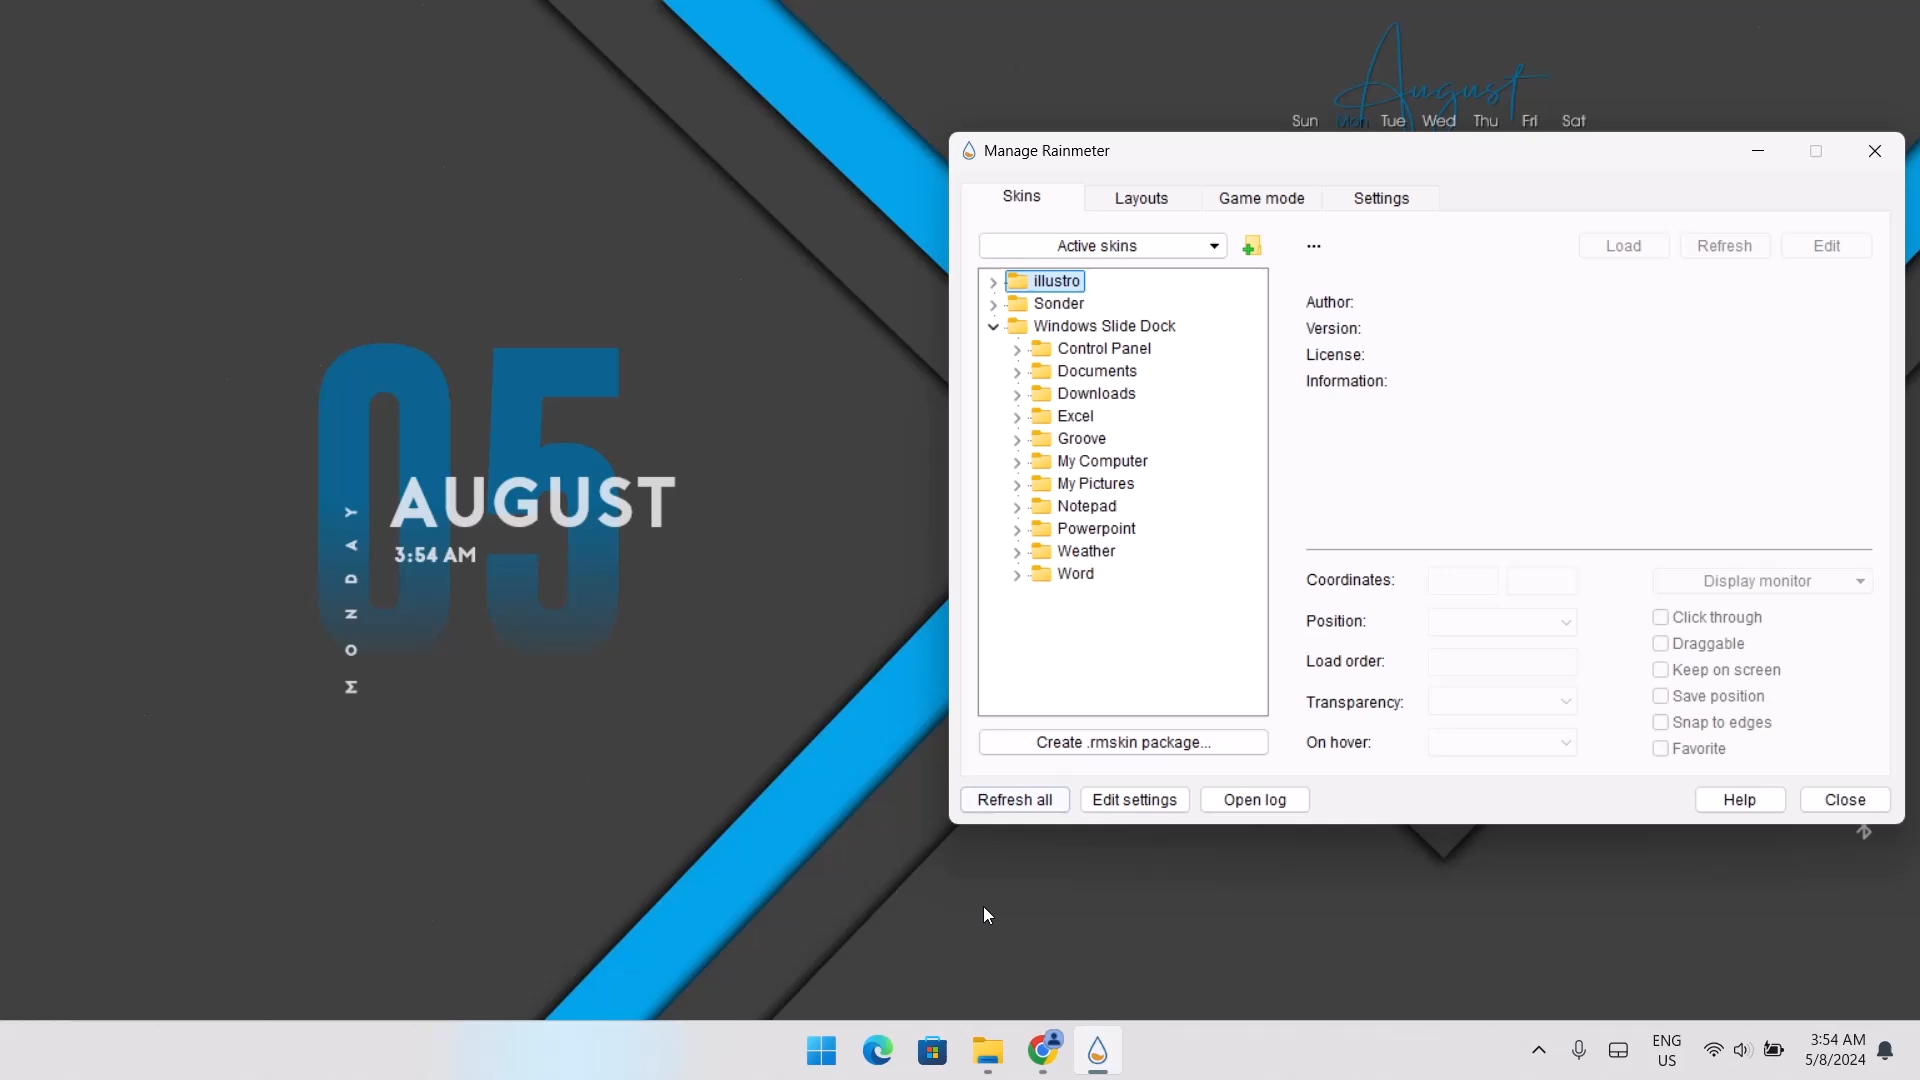 August
Sun Mon Tue Wed Thu Fri Sat
05
MONDAY
AUGUST
3:54 AM
Manage Rainmeter
Skins Layouts Game mode Settings
Active skins ... Load Refresh Edit
illustro
Sonder
Windows Slide Dock
Control Panel
Documents
Downloads
Excel
Groove
My Computer
My Pictures
Notepad
Powerpoint
Weather
Word
Create .rmskin package...
Author:
Version:
License:
Information:
Coordinates:
Position:
Load order:
Transparency:
On hover:
Display monitor
Click through
Draggable
Keep on screen
Save position
Snap to edges
Favorite
Refresh all Edit settings Open log Help Close
ENG
US
3:54 AM
5/8/2024